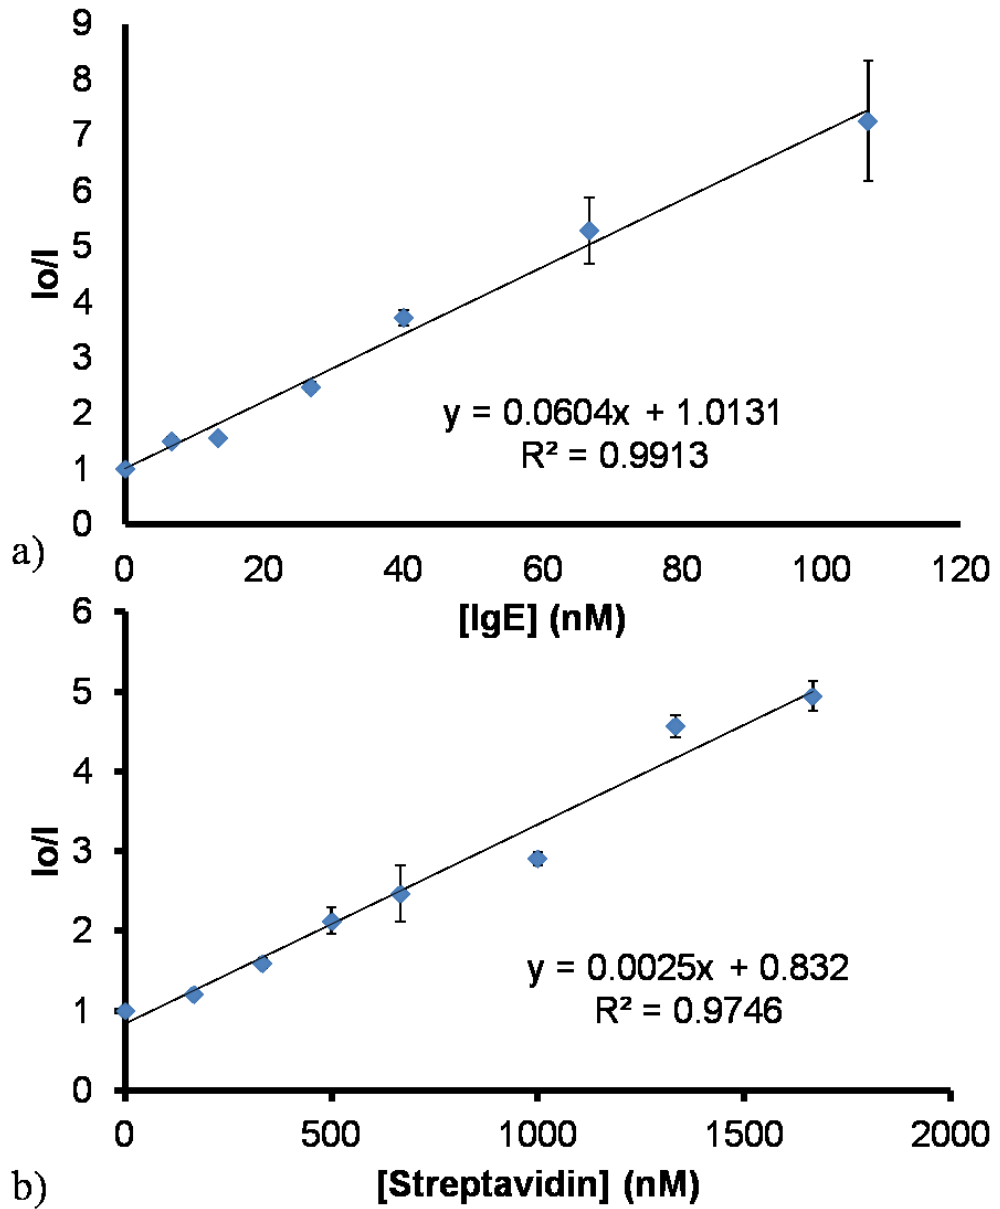 9
8
7
6
5
4
3
2
1
0
Io/I
y = 0.0604x + 1.0131
R² = 0.9913
a)
0 20 40 60 80 100 120
[IgE] (nM)
6
5
4
3
2
1
0
Io/I
y = 0.0025x + 0.832
R² = 0.9746
0 500 1000 1500 2000
b)
[Streptavidin] (nM)